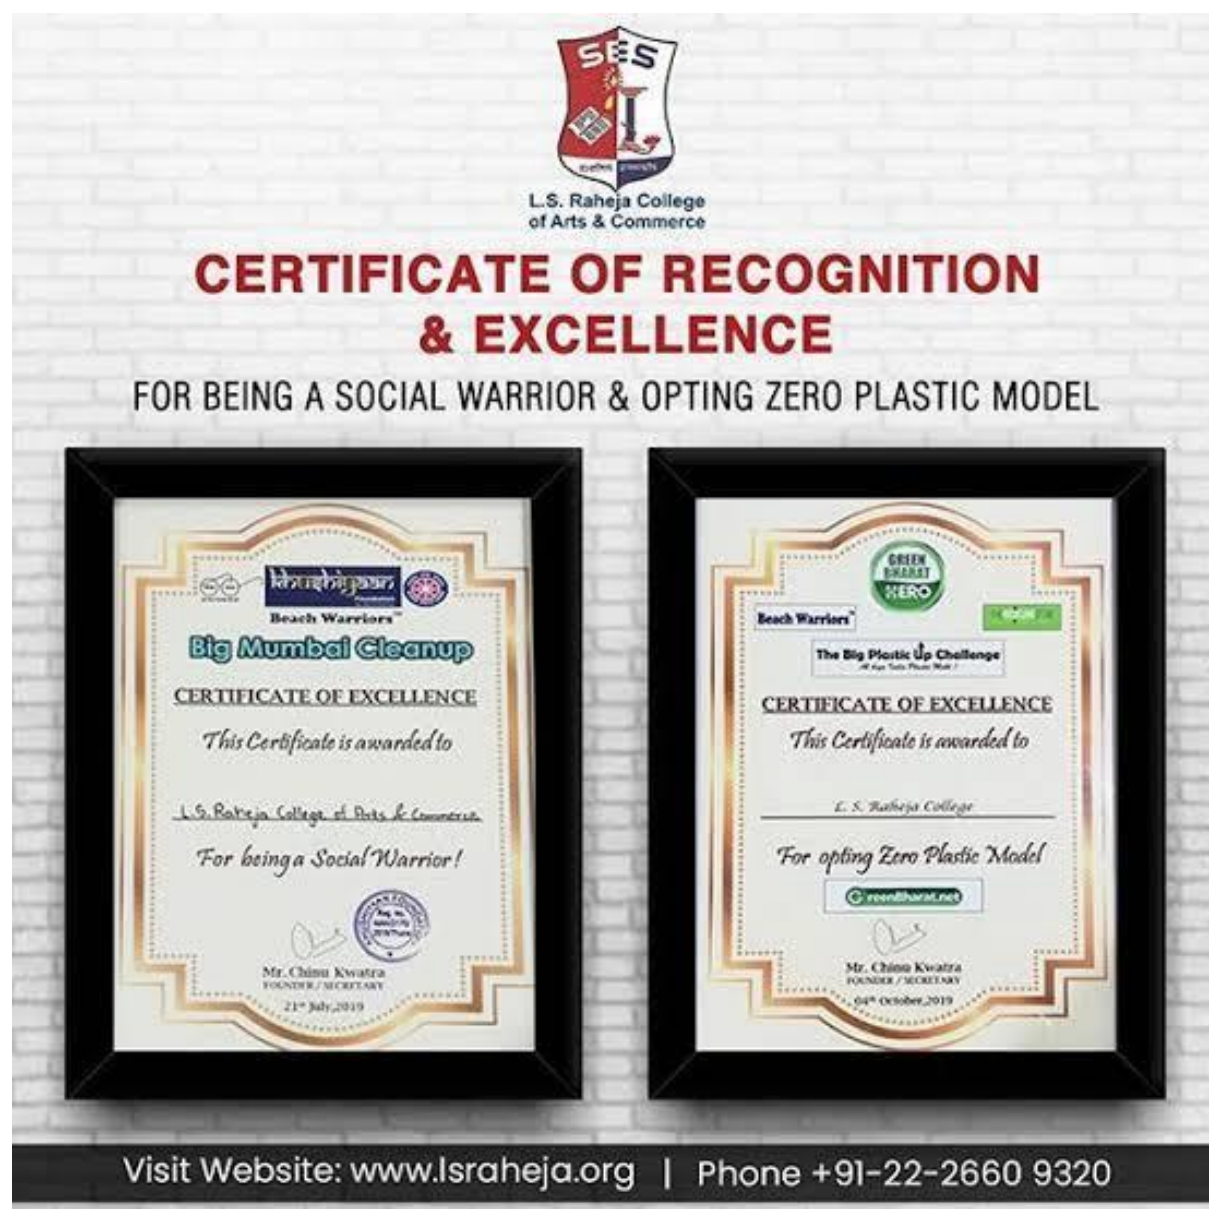 SES
L.S. Raheja College
of Arts & Commerce
CERTIFICATE OF RECOGNITION
& EXCELLENCE
FOR BEING A SOCIAL WARRIOR & OPTING ZERO PLASTIC MODEL
khushiyaan
Foundation
Beach Warriors™
Big Mumbai Cleanup
CERTIFICATE OF EXCELLENCE
This Certificate is awarded to
L.S. Raheja College of Arts & Commerce
For being a Social Warrior!
Mr. Chinu Kwatra
FOUNDER / SECRETARY
21st July,2019
GREEN
BHARAT
HERO
Beach Warriors™
The Big Plastic Up Challenge
CERTIFICATE OF EXCELLENCE
This Certificate is awarded to
L. S. Raheja College
For opting Zero Plastic Model
GreenBharat.net
Mr. Chinu Kwatra
FOUNDER / SECRETARY
04th October,2019
Visit Website: www.lsraheja.org | Phone +91-22-2660 9320